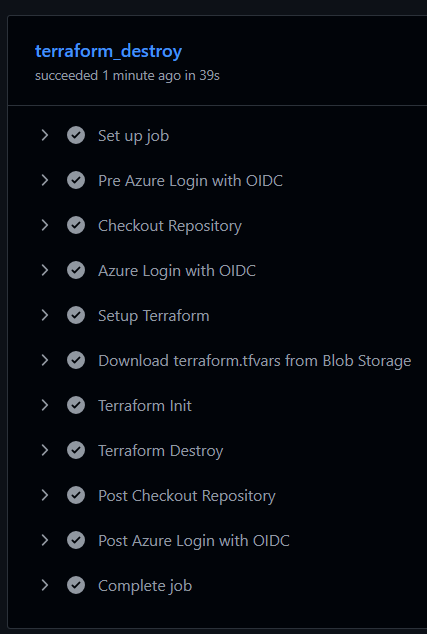 terraform_destroy
succeeded 1 minute ago in 39s
Set up job
Pre Azure Login with OIDC
Checkout Repository
Azure Login with OIDC
Setup Terraform
Download terraform.tfvars from Blob Storage
Terraform Init
Terraform Destroy
Post Checkout Repository
Post Azure Login with OIDC
Complete job